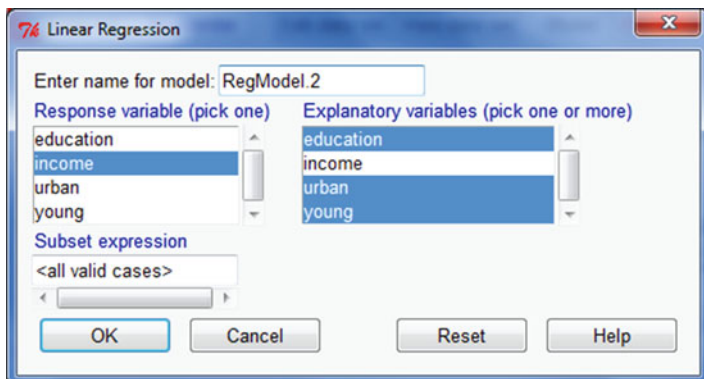 Linear Regression
Enter name for model: RegModel.2
Response variable (pick one)
education
income
urban
young
Explanatory variables (pick one or more)
education
income
urban
young
Subset expression
<all valid cases>
OK
Cancel
Reset
Help